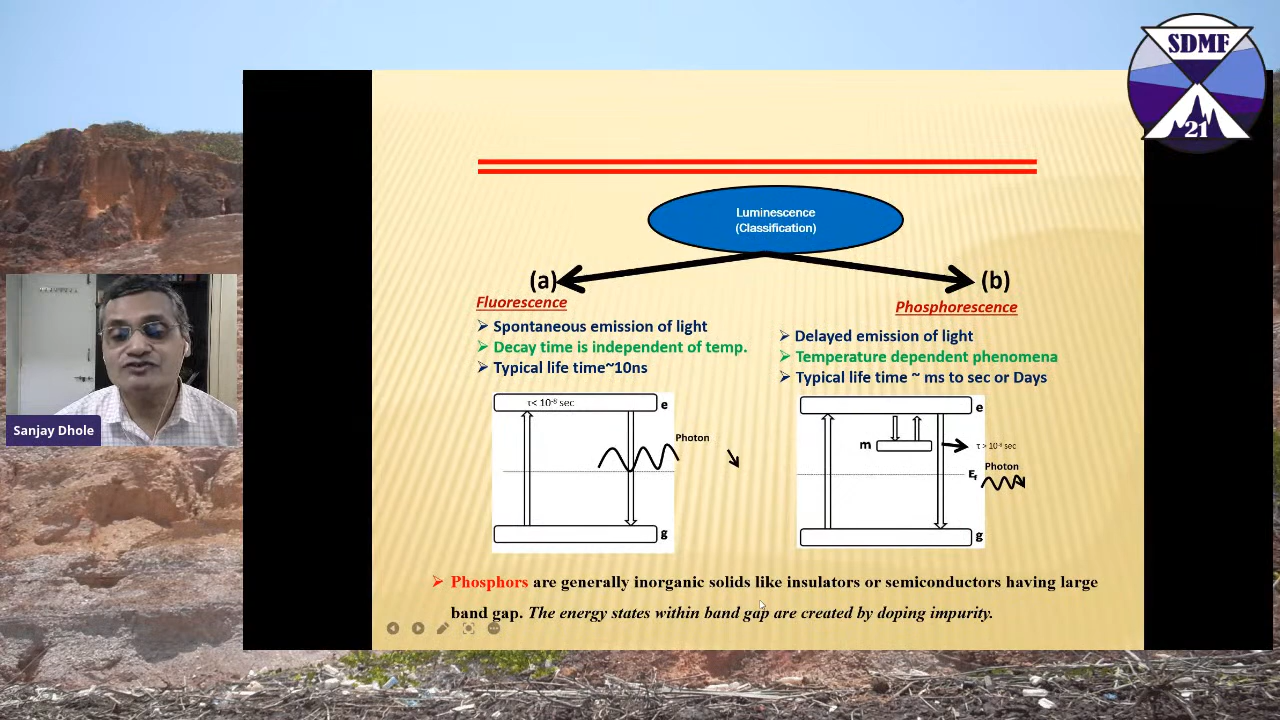 SDMF
21
Luminescence
(Classification)
(a)
Fluorescence
➢ Spontaneous emission of light
➢ Decay time is independent of temp.
➢ Typical life time~10ns
τ< 10⁻⁸ sec
e
Photon
g
(b)
Phosphorescence
➢ Delayed emission of light
➢ Temperature dependent phenomena
➢ Typical life time ~ ms to sec or Days
e
m
τ > 10⁻⁸ sec
Ef
Photon
g
➢ Phosphors are generally inorganic solids like insulators or semiconductors having large
band gap. The energy states within band gap are created by doping impurity.
Sanjay Dhole